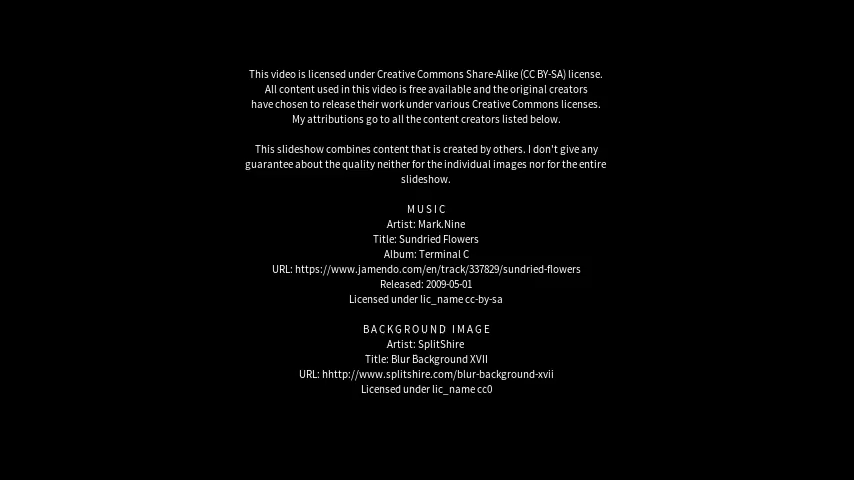 This video is licensed under Creative Commons Share-Alike (CC BY-SA) license.
All content used in this video is free available and the original creators
have chosen to release their work under various Creative Commons licenses.
My attributions go to all the content creators listed below.
This slideshow combines content that is created by others. I don't give any
guarantee about the quality neither for the individual images nor for the entire
slideshow.
MUSIC
Artist: Mark.Nine
Title: Sundried Flowers
Album: Terminal C
URL: https://www.jamendo.com/en/track/337829/sundried-flowers
Released: 2009-05-01
Licensed under lic_name cc-by-sa
BACKGROUND IMAGE
Artist: SplitShire
Title: Blur Background XVII
URL: hhttp://www.splitshire.com/blur-background-xvii
Licensed under lic_name cc0